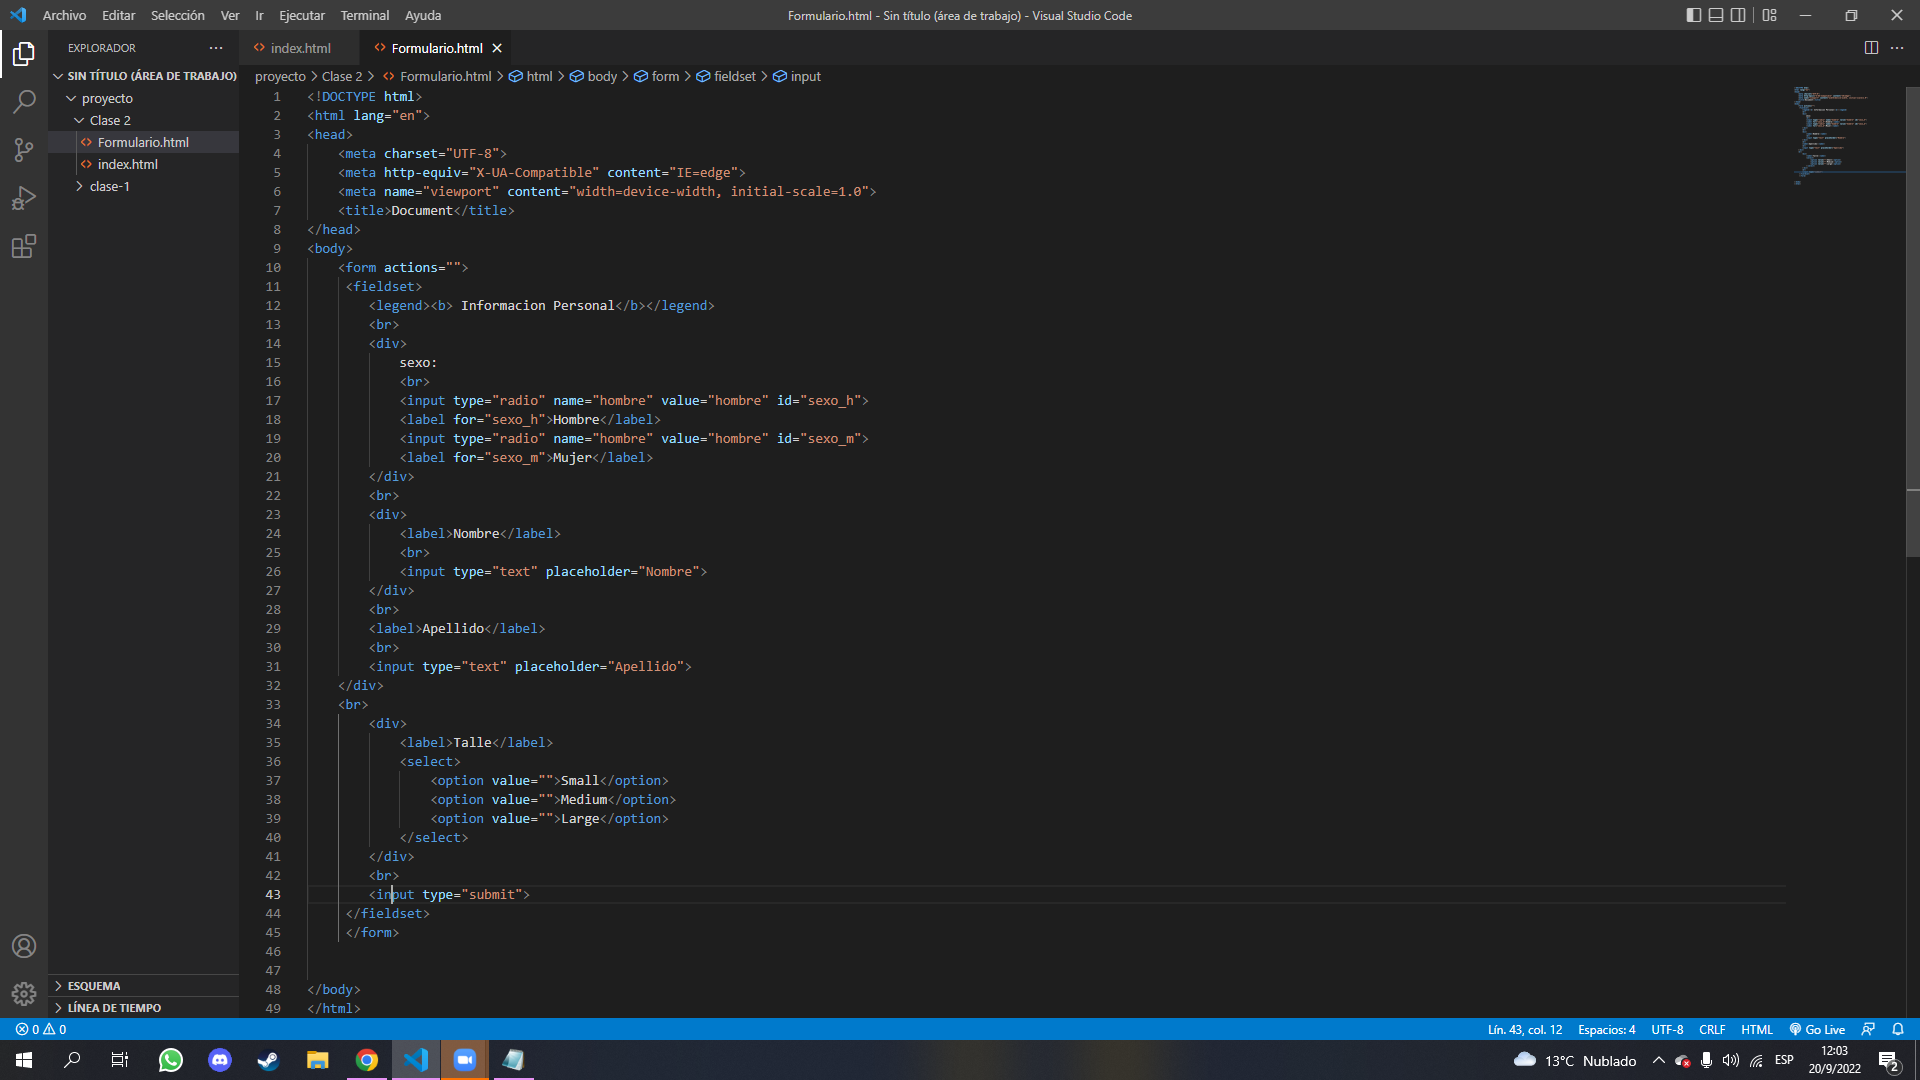 Archivo Editar Selección Ver Ir Ejecutar Terminal Ayuda
Formulario.html - Sin título (área de trabajo) - Visual Studio Code
EXPLORADOR
SIN TÍTULO (ÁREA DE TRABAJO)
proyecto
Clase 2
Formulario.html
index.html
clase-1
ESQUEMA
LÍNEA DE TIEMPO
index.html
Formulario.html
proyecto > Clase 2 > Formulario.html > html > body > form > fieldset > input
1 <!DOCTYPE html>
2 <html lang="en">
3 <head>
4 <meta charset="UTF-8">
5 <meta http-equiv="X-UA-Compatible" content="IE=edge">
6 <meta name="viewport" content="width=device-width, initial-scale=1.0">
7 <title>Document</title>
8 </head>
9 <body>
10 <form actions="">
11 <fieldset>
12 <legend><b> Informacion Personal</b></legend>
13 <br>
14 <div>
15 sexo:
16 <br>
17 <input type="radio" name="hombre" value="hombre" id="sexo_h">
18 <label for="sexo_h">Hombre</label>
19 <input type="radio" name="hombre" value="hombre" id="sexo_m">
20 <label for="sexo_m">Mujer</label>
21 </div>
22 <br>
23 <div>
24 <label>Nombre</label>
25 <br>
26 <input type="text" placeholder="Nombre">
27 </div>
28 <br>
29 <label>Apellido</label>
30 <br>
31 <input type="text" placeholder="Apellido">
32 </div>
33 <br>
34 <div>
35 <label>Talle</label>
36 <select>
37 <option value="">Small</option>
38 <option value="">Medium</option>
39 <option value="">Large</option>
40 </select>
41 </div>
42 <br>
43 <input type="submit">
44 </fieldset>
45 </form>
46
47
48 </body>
49 </html>
0 0
Lín. 43, col. 12 Espacios: 4 UTF-8 CRLF HTML Go Live
13°C Nublado
ESP
12:03
20/9/2022
2